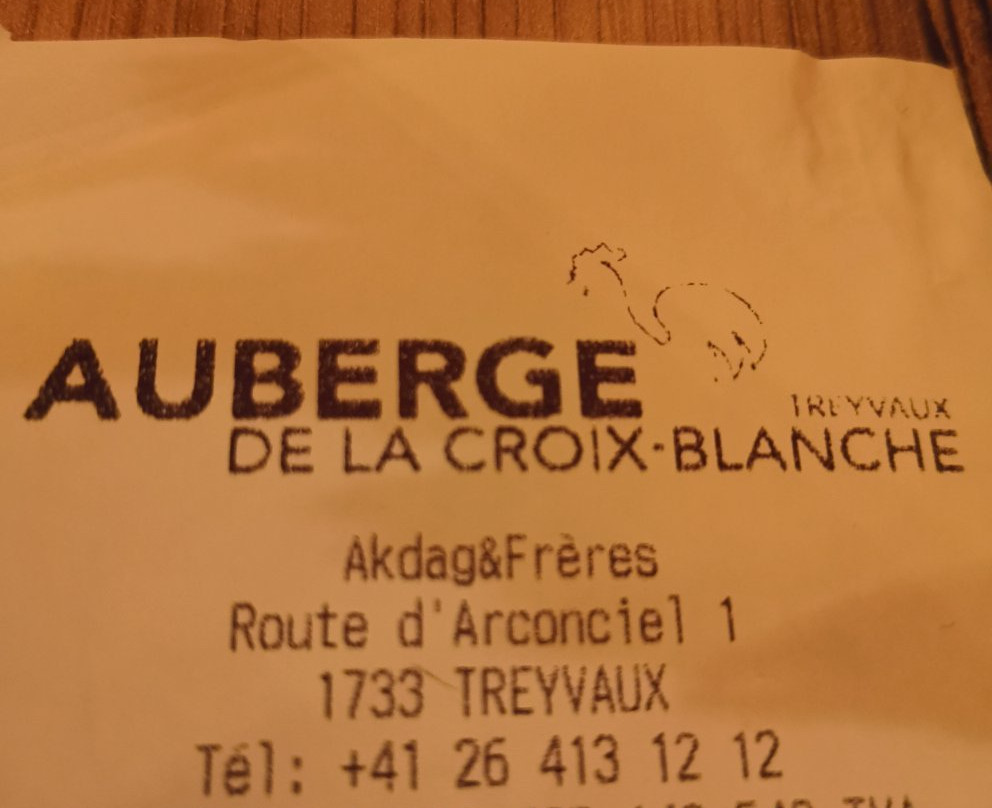 AUBERGE
TREYVAUX
DE LA CROIX-BLANCHE
Akdag&Frères
Route d'Arconciel 1
1733 TREYVAUX
Tél: +41 26 413 12 12